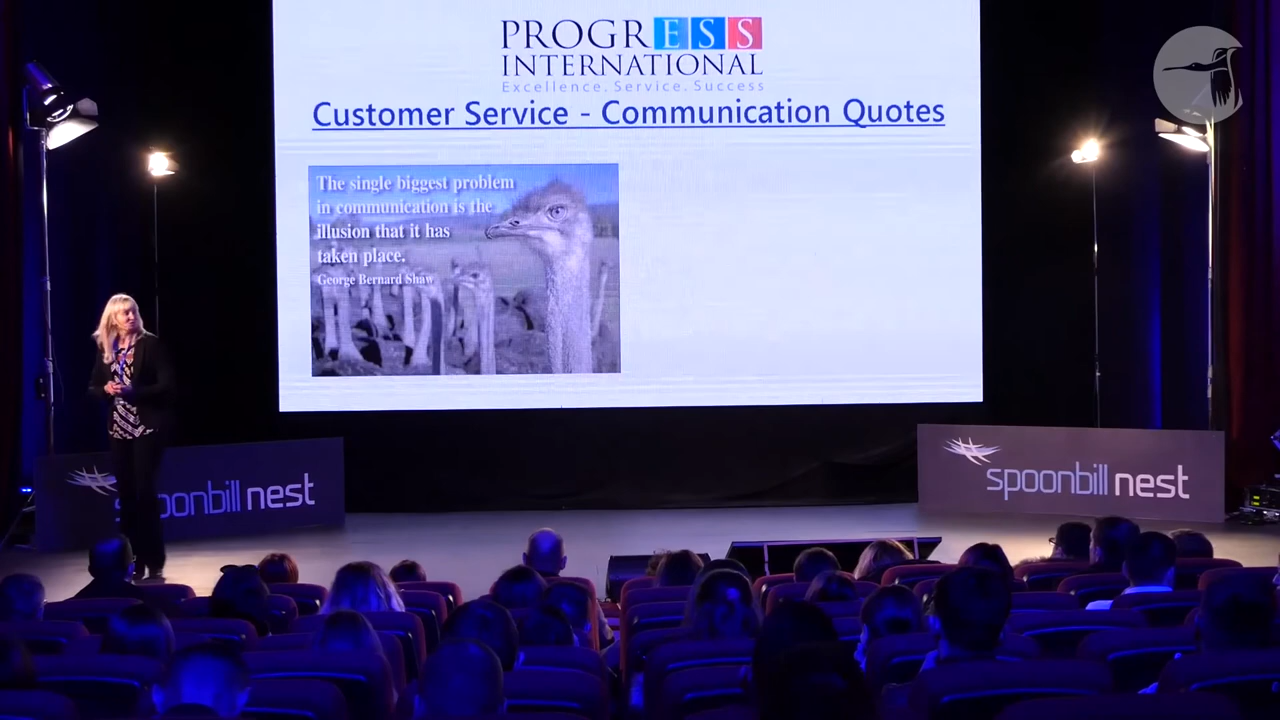 PROGRESS
INTERNATIONAL
Excellence. Service. Success
Customer Service - Communication Quotes
The single biggest problem
in communication is the
illusion that it has
taken place.
George Bernard Shaw
spoonbill nest
spoonbill nest